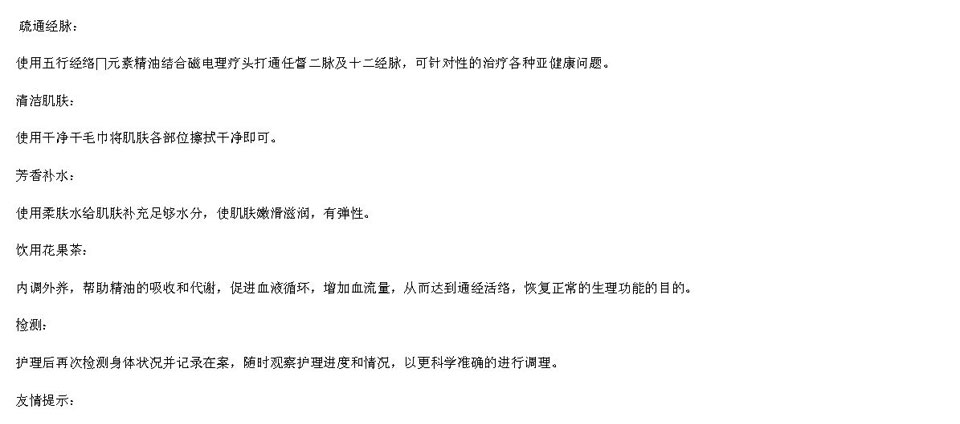 疏通经脉：
使用五行经络冂元素精油结合磁电理疗头打通任督二脉及十二经脉，可针对性的治疗各种亚健康问题。
清洁肌肤：
使用干净干毛巾将肌肤各部位擦拭干净即可。
芳香补水：
使用柔肤水给肌肤补充足够水分，使肌肤嫩滑滋润，有弹性。
饮用花果茶：
内调外养，帮助精油的吸收和代谢，促进血液循环，增加血流量，从而达到通经活络，恢复正常的生理功能的目的。
检测：
护理后再次检测身体状况并记录在案，随时观察护理进度和情况，以更科学准确的进行调理。
友情提示：